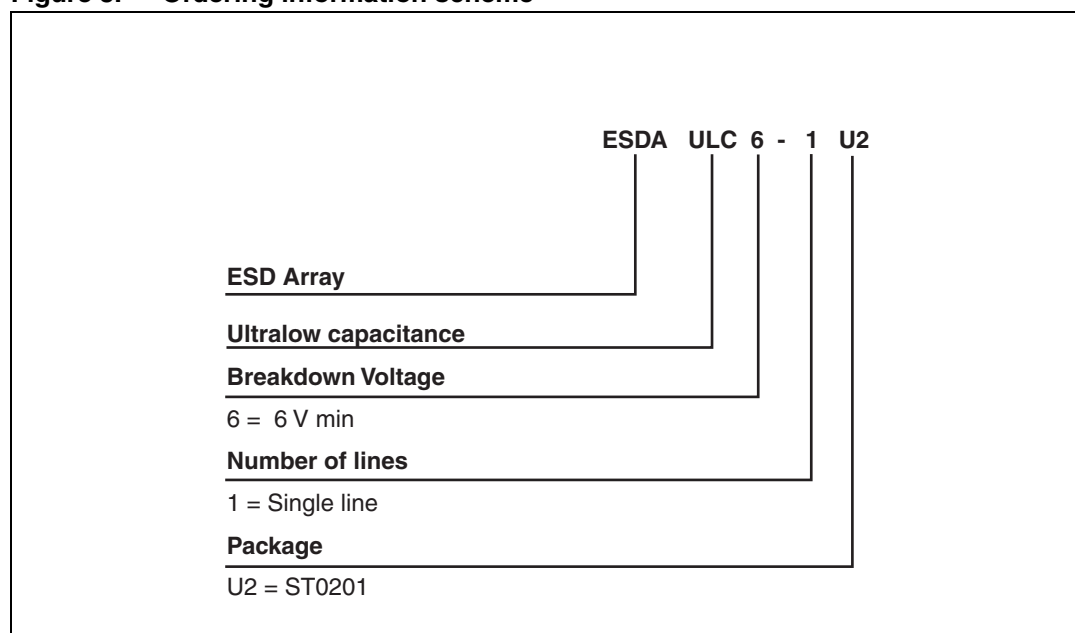 Figure 8. Ordering information scheme
ESDA ULC 6 - 1 U2
ESD Array
Ultralow capacitance
Breakdown Voltage
6 = 6 V min
Number of lines
1 = Single line
Package
U2 = ST0201